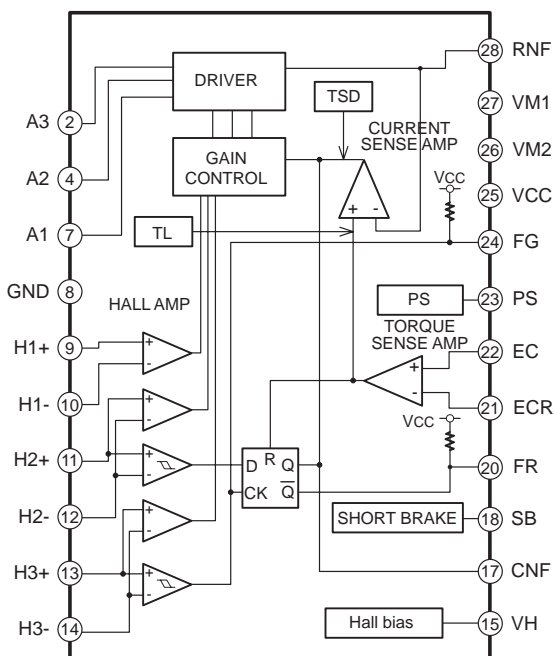 28 RNF
DRIVER
TSD
27 VM1
CURRENT
SENSE AMP
A3 2
GAIN
CONTROL
26 VM2
VCC
A2 4
25 VCC
+ -
A1 7
TL
24 FG
GND 8
HALL AMP
PS
23 PS
TORQUE
SENSE AMP
H1+ 9
+
-
22 EC
+
-
H1- 10
21 ECR
+
-
VCC
H2+ 11
+
-
D R Q
20 FR
CK Q
H2- 12
SHORT BRAKE
18 SB
+
-
H3+ 13
+
-
17 CNF
H3- 14
Hall bias
15 VH